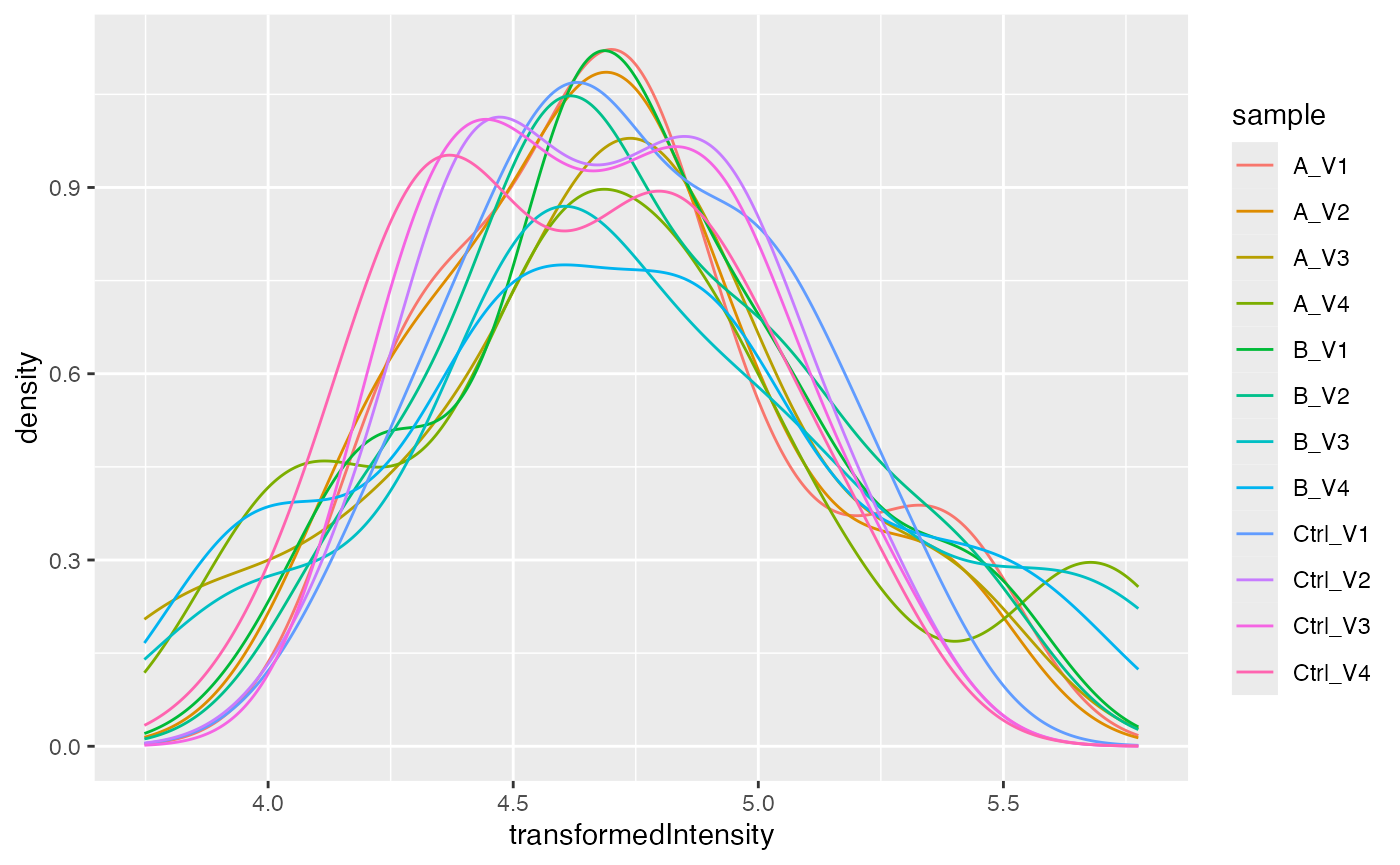 density
0.9
0.6
0.3
0.0
4.0 4.5 5.0 5.5
transformedIntensity
sample
A_V1
A_V2
A_V3
A_V4
B_V1
B_V2
B_V3
B_V4
Ctrl_V1
Ctrl_V2
Ctrl_V3
Ctrl_V4